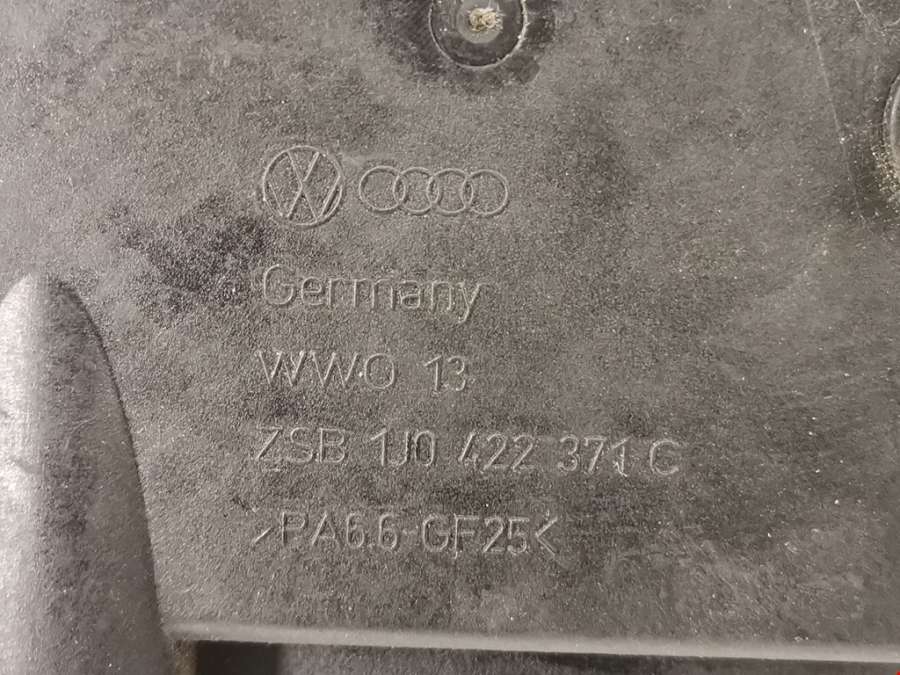 Germany
WWO 13
ZSB 1J0 422 371 C
>PA6.6-GF25<